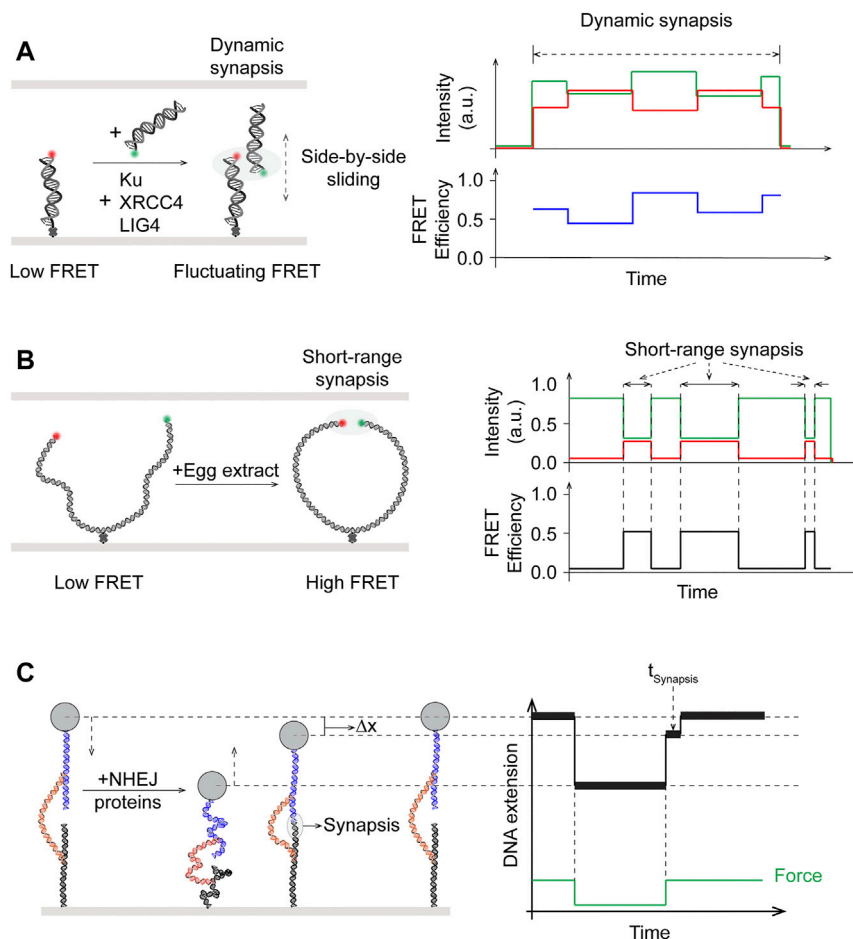 A
Dynamic
synapsis
+
Ku
+ XRCC4
LIG4
Side-by-side
sliding
Low FRET
Fluctuating FRET
Dynamic synapsis
Intensity
(a.u.)
1.0
0.5
0.0
FRET
Efficiency
Time
B
Short-range
synapsis
+Egg extract
Low FRET
High FRET
Short-range synapsis
1.0
0.5
0.0
Intensity
(a.u.)
1.0
0.5
0.0
FRET
Efficiency
Time
C
+NHEJ
proteins
Δx
Synapsis
tSynapsis
DNA extension
Force
Time